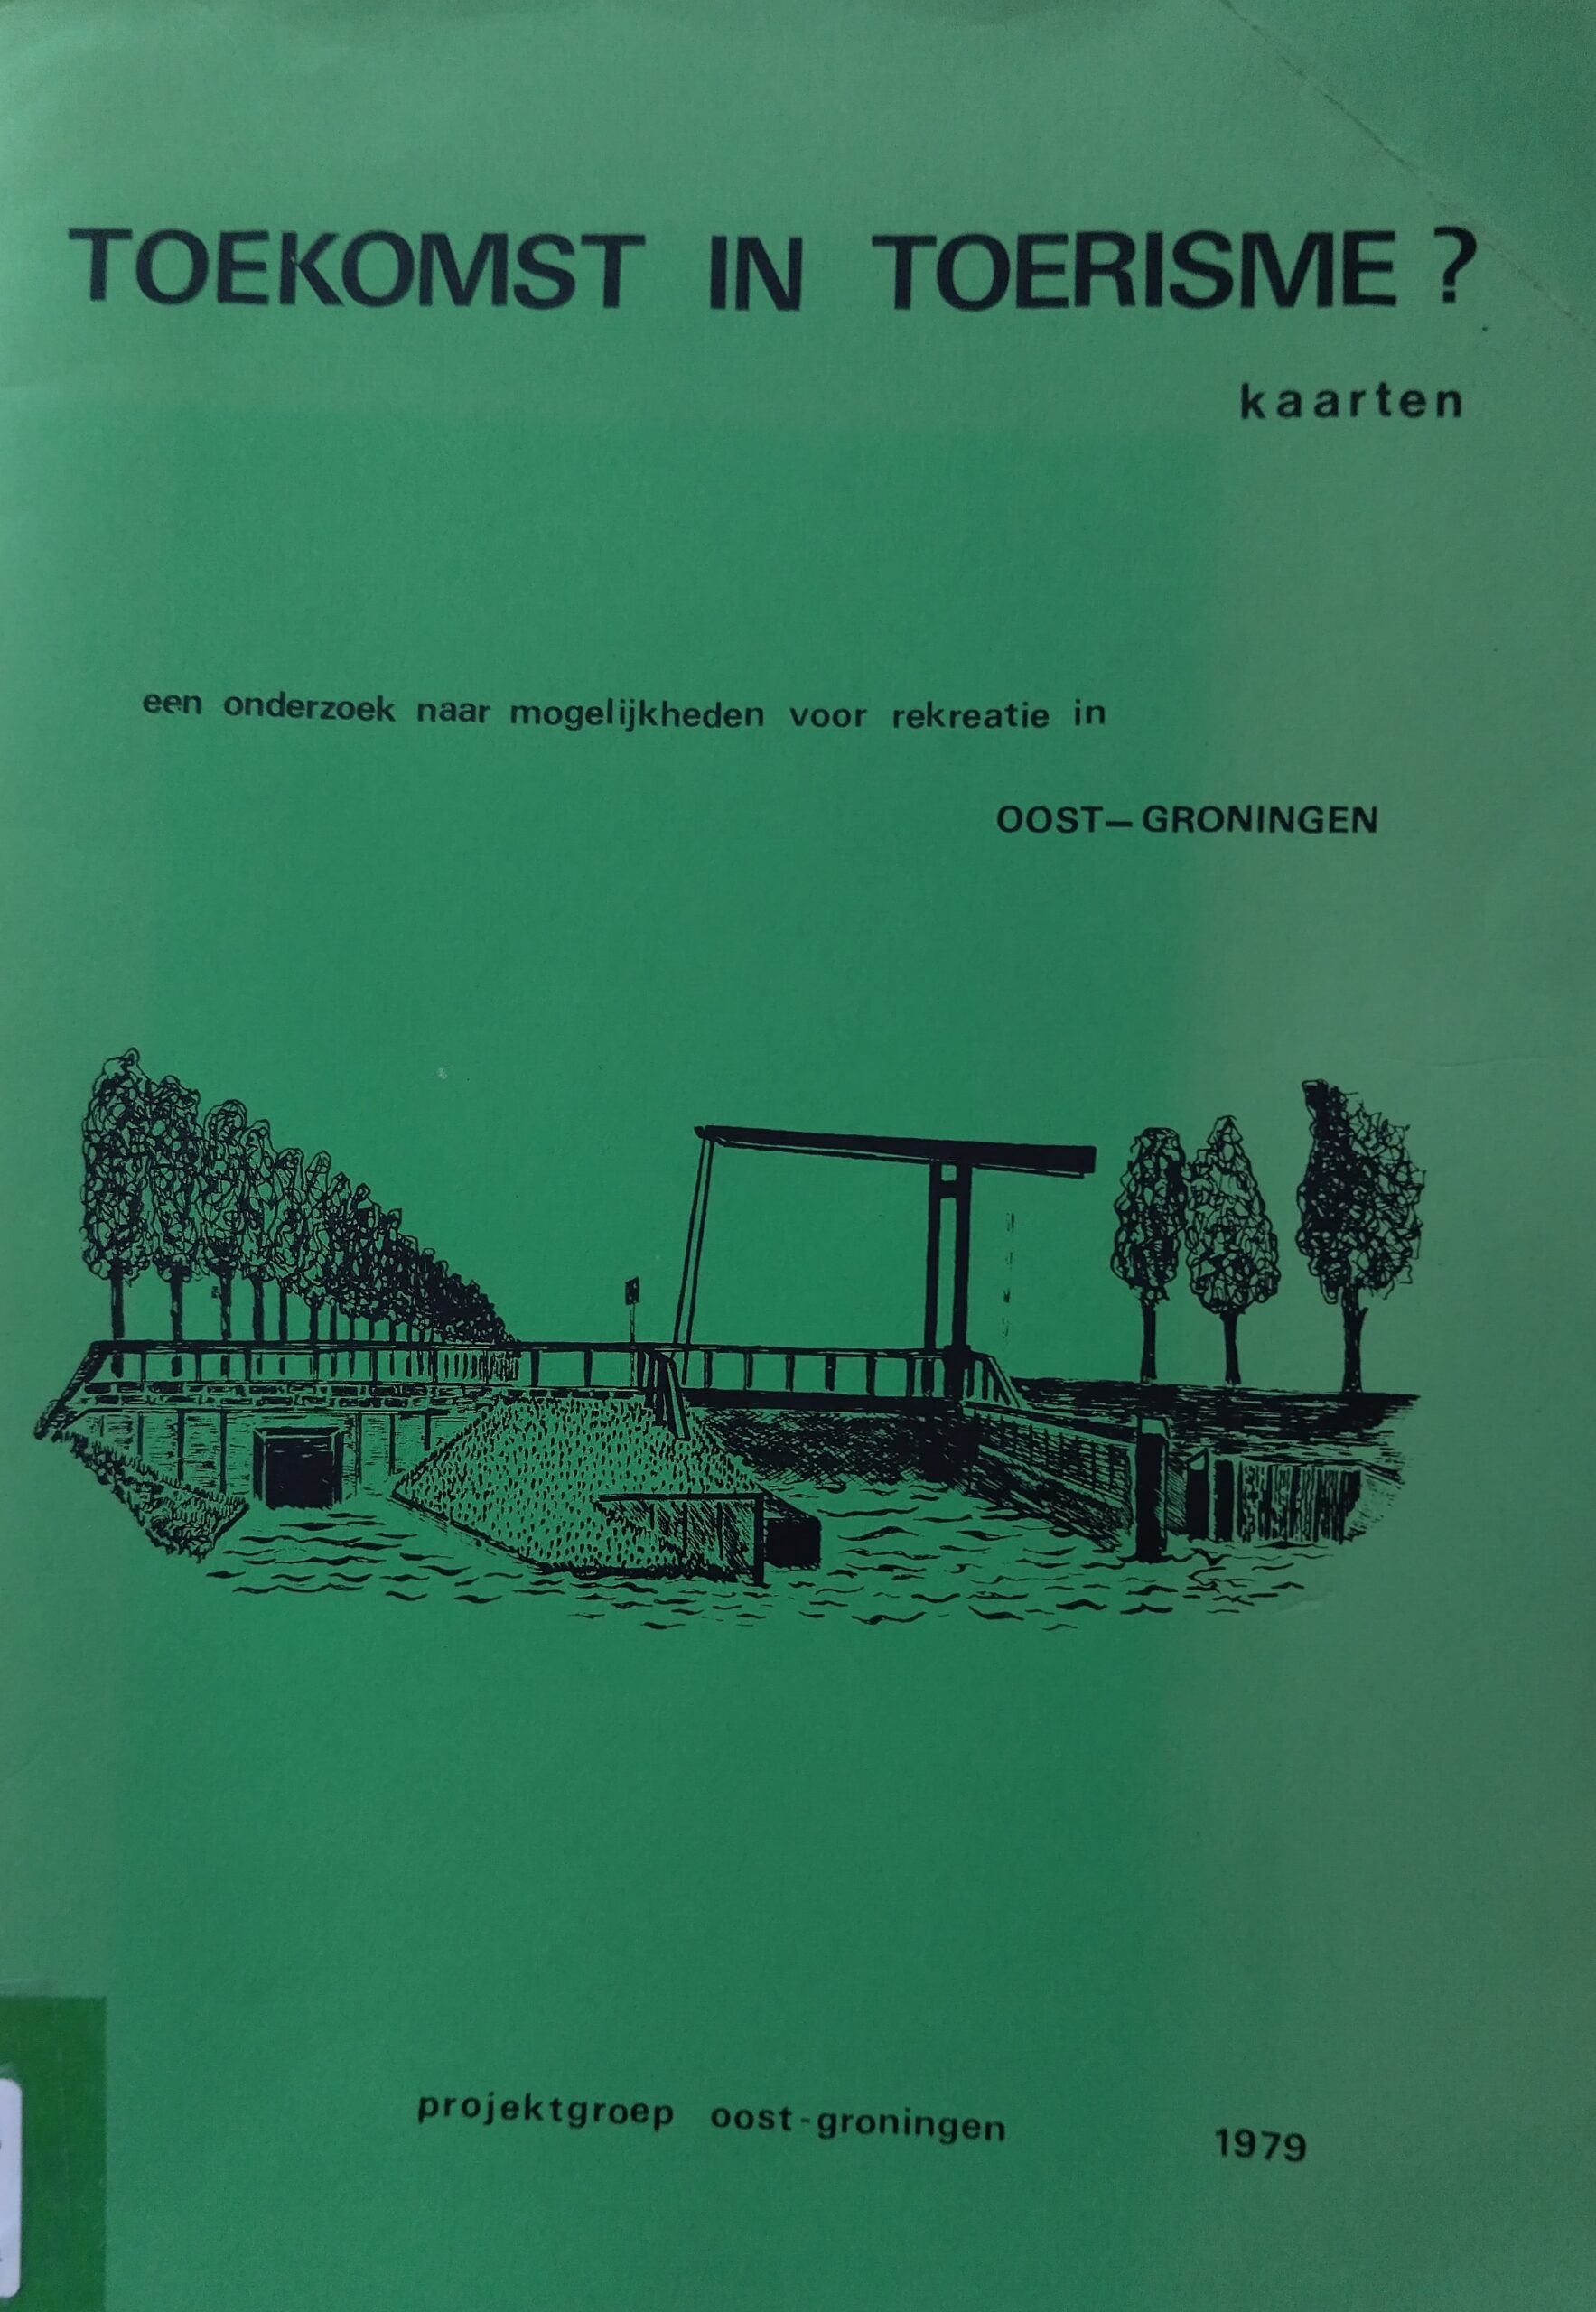 TOEKOMST IN TOERISME ?
kaarten
een onderzoek naar mogelijkheden voor rekreatie in
OOST-GRONINGEN
projektgroep oost-groningen 1979